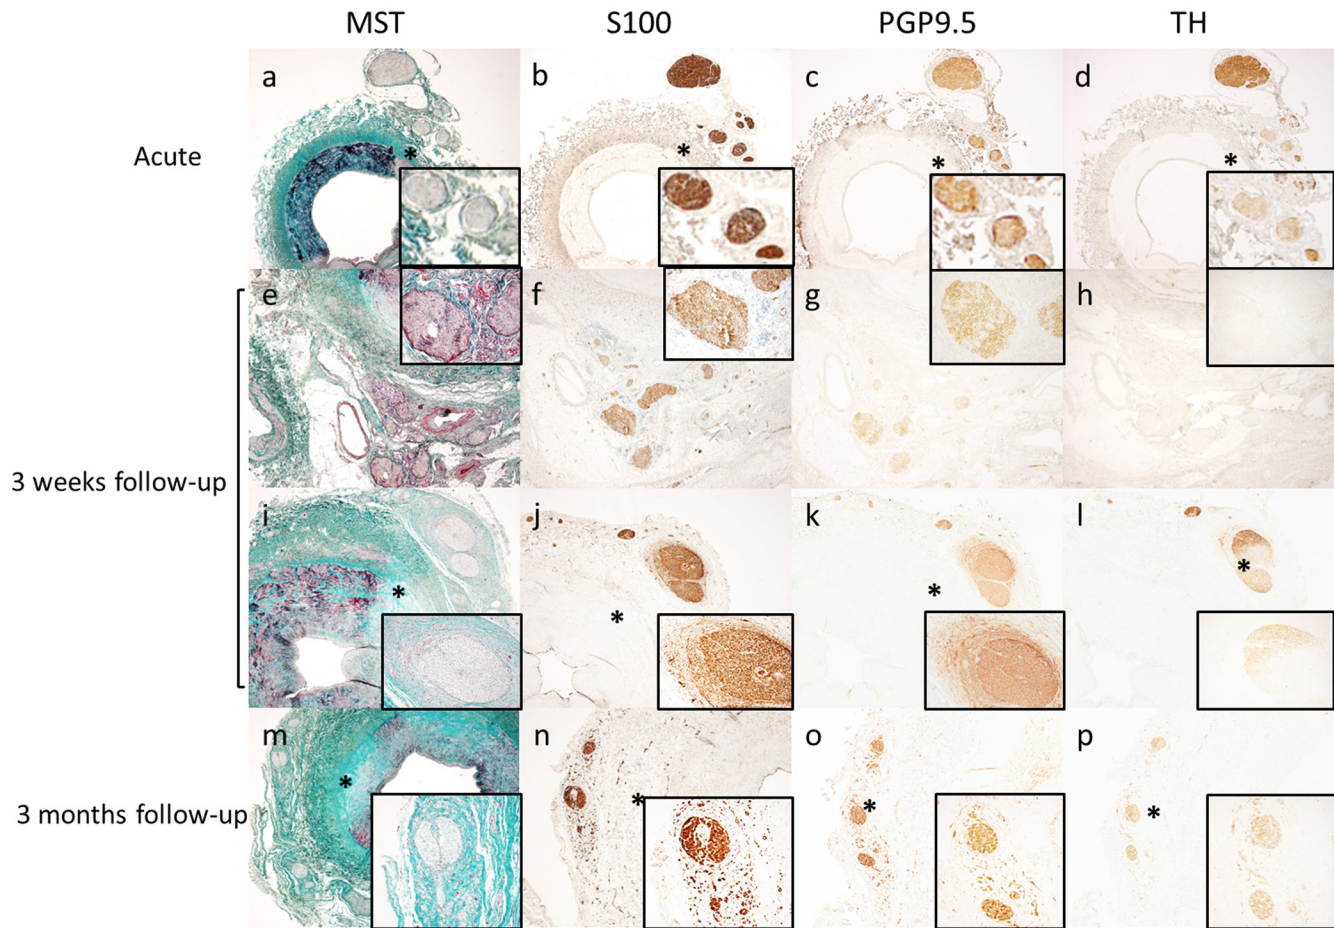 MST S100 PGP9.5 TH
Acute
a b c d
* * * *
3 weeks follow-up
e f g h
i j k l
* * * *
3 months follow-up
m n o p
* * * *